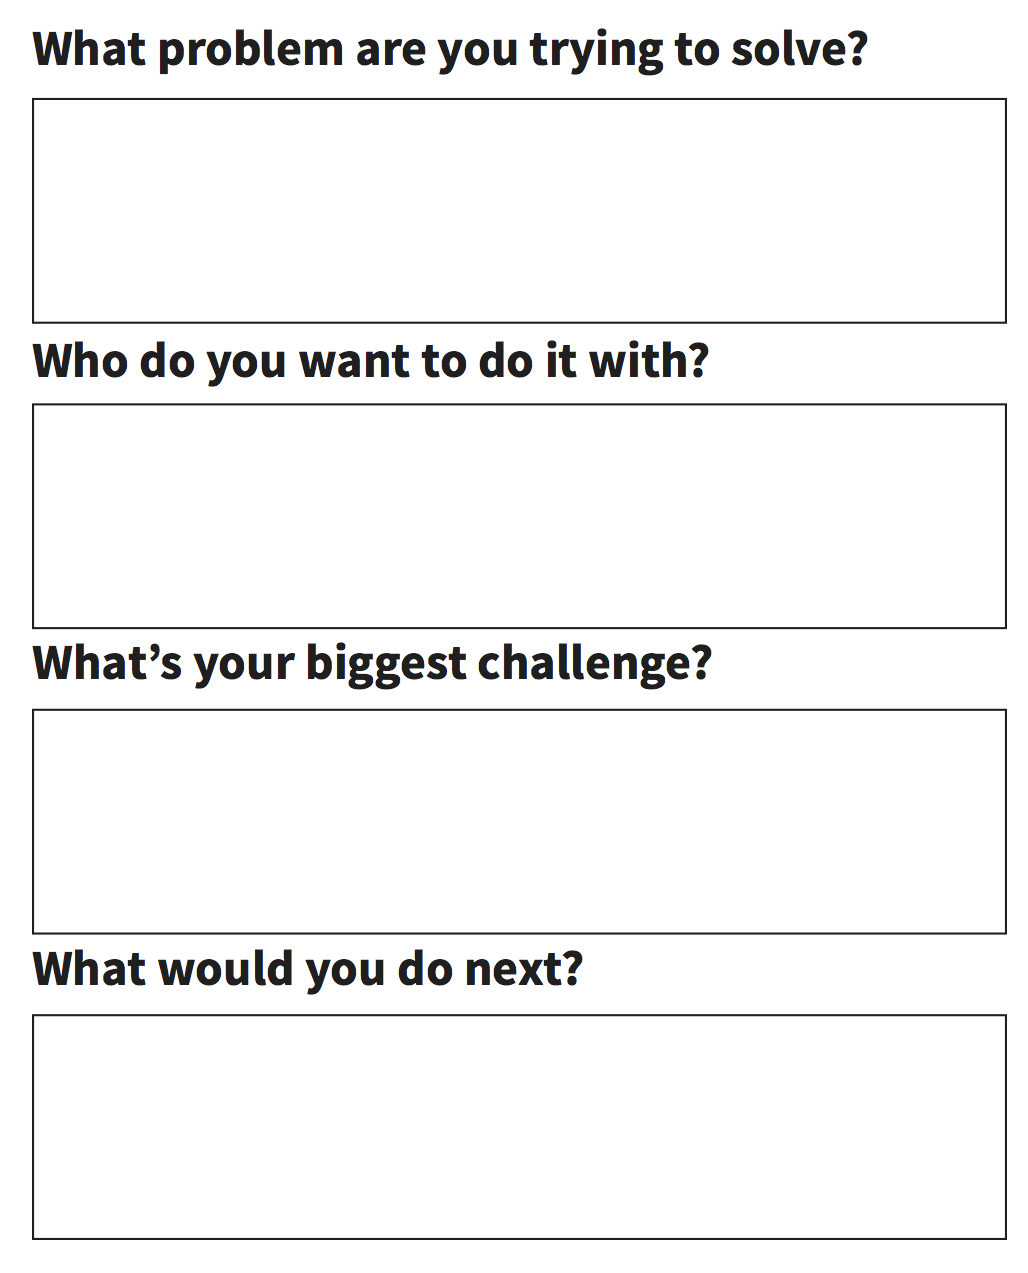 What problem are you trying to solve?
Who do you want to do it with?
What’s your biggest challenge?
What would you do next?